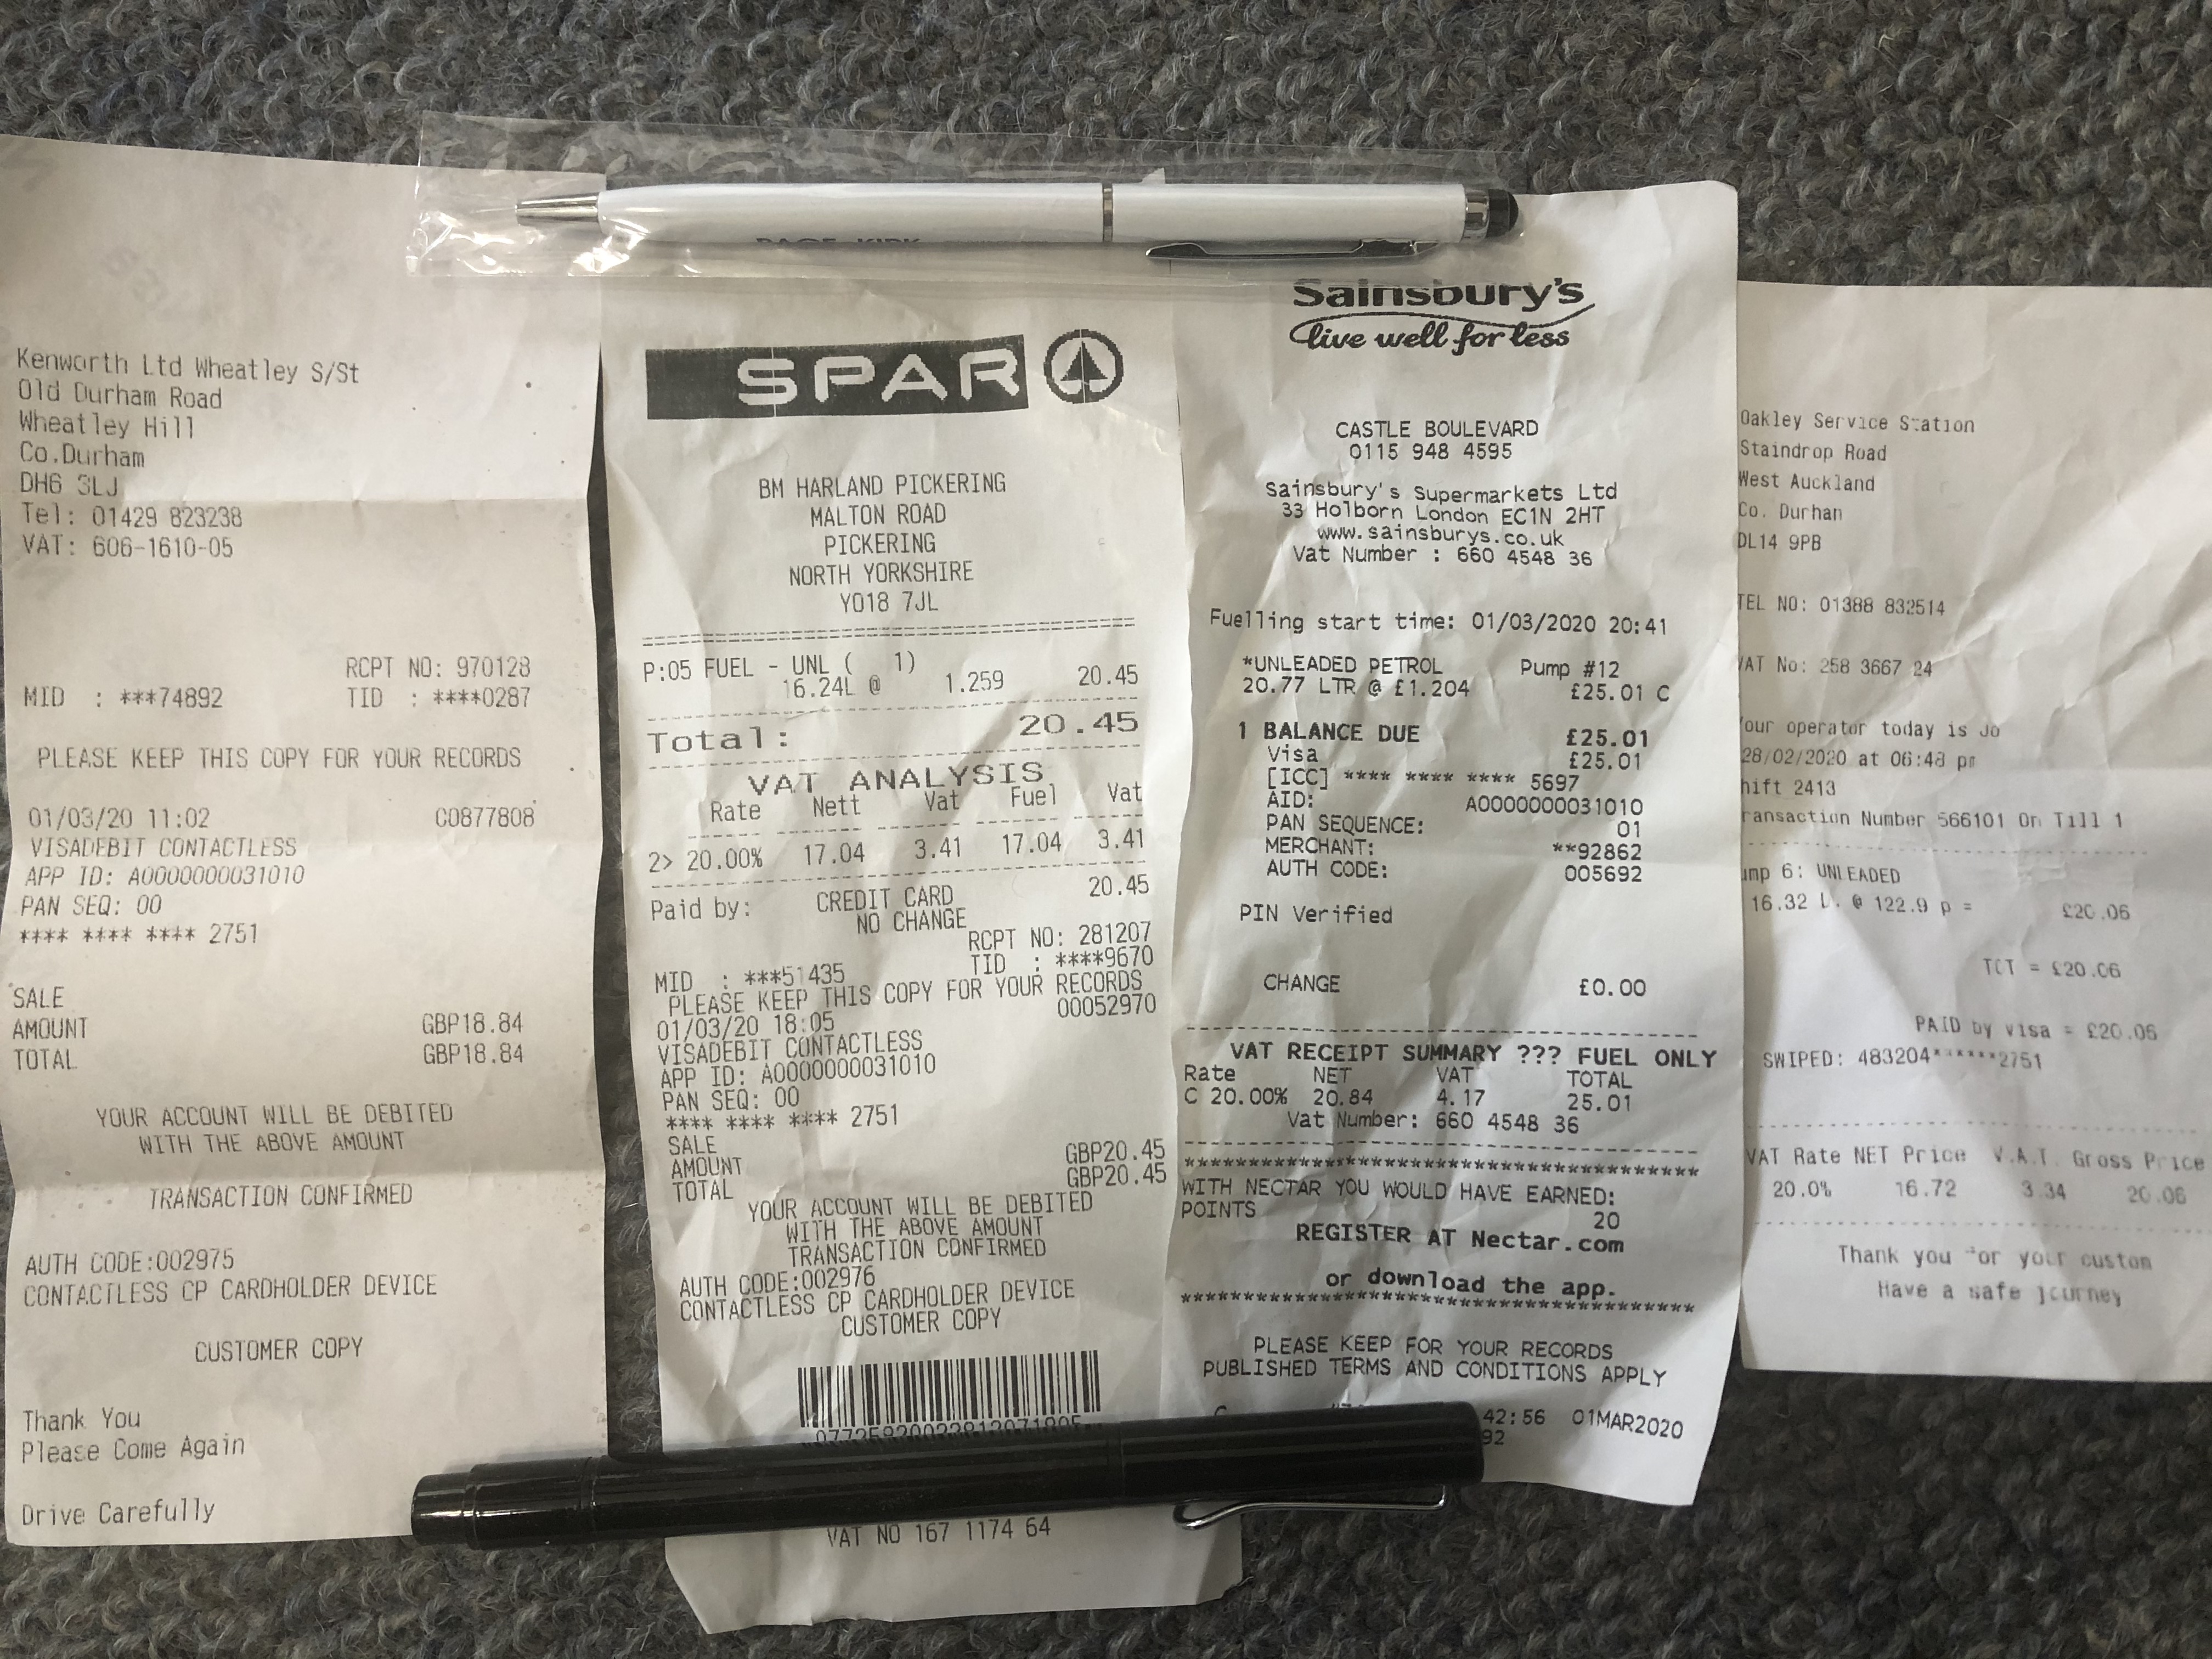 Kenworth Ltd Wheatley S/St
Old Durham Road
Wheatley Hill
Co.Durham
DH6 3LJ
Tel: 01429 823238
VAT: 606-1610-05
RCPT NO: 970128
MID : ***74892 TID : ****0287
PLEASE KEEP THIS COPY FOR YOUR RECORDS
01/03/20 11:02 C0877808
VISADEBIT CONTACTLESS
APP ID: A0000000031010
PAN SEQ: 00
**** **** **** 2751
SALE
AMOUNT GBP18.84
TOTAL GBP18.84
YOUR ACCOUNT WILL BE DEBITED
WITH THE ABOVE AMOUNT
TRANSACTION CONFIRMED
AUTH CODE:002975
CONTACTLESS CP CARDHOLDER DEVICE
CUSTOMER COPY
Thank You
Please Come Again
Drive Carefully
SPAR
BM HARLAND PICKERING
MALTON ROAD
PICKERING
NORTH YORKSHIRE
YO18 7JL
P:05 FUEL - UNL ( 1)
16.24L @ 1.259 20.45
Total: 20.45
VAT ANALYSIS
Rate Nett Vat Fuel Vat
2> 20.00% 17.04 3.41 17.04 3.41
Paid by: CREDIT CARD 20.45
NO CHANGE
RCPT NO: 281207
MID : ***51435 TID : ****9670
PLEASE KEEP THIS COPY FOR YOUR RECORDS
01/03/20 18:05 00052970
VISADEBIT CONTACTLESS
APP ID: A0000000031010
PAN SEQ: 00
**** **** **** 2751
SALE
AMOUNT GBP20.45
TOTAL GBP20.45
YOUR ACCOUNT WILL BE DEBITED
WITH THE ABOVE AMOUNT
TRANSACTION CONFIRMED
AUTH CODE:002976
CONTACTLESS CP CARDHOLDER DEVICE
CUSTOMER COPY
VAT NO 167 1174 64
Sainsbury's
live well for less
CASTLE BOULEVARD
0115 948 4595
Sainsbury's Supermarkets Ltd
33 Holborn London EC1N 2HT
www.sainsburys.co.uk
Vat Number : 660 4548 36
Fuelling start time: 01/03/2020 20:41
*UNLEADED PETROL Pump #12
20.77 LTR @ £1.204 £25.01 C
1 BALANCE DUE £25.01
Visa £25.01
[ICC] **** **** **** 5697
AID: A0000000031010
PAN SEQUENCE: 01
MERCHANT: **92862
AUTH CODE: 005692
PIN Verified
CHANGE £0.00
VAT RECEIPT SUMMARY ??? FUEL ONLY
Rate NET VAT TOTAL
C 20.00% 20.84 4.17 25.01
Vat Number: 660 4548 36
***************************************
WITH NECTAR YOU WOULD HAVE EARNED:
POINTS 20
REGISTER AT Nectar.com
or download the app.
***************************************
PLEASE KEEP FOR YOUR RECORDS
PUBLISHED TERMS AND CONDITIONS APPLY
42:56 01MAR2020
92
Oakley Service Station
Staindrop Road
West Auckland
Co. Durhan
DL14 9PB
TEL NO: 01388 832514
VAT No: 258 3667 24
our operator today is Jo
28/02/2020 at 06:48 pm
hift 2413
ransaction Number 566101 On Till 1
ump 6: UNLEADED
16.32 L. @ 122.9 p = £20.06
TOT = £20.06
PAID by visa = £20.06
SWIPED: 483204******2751
VAT Rate NET Price V.A.T. Gross Price
20.0% 16.72 3.34 20.06
Thank you for your custom
Have a safe journey